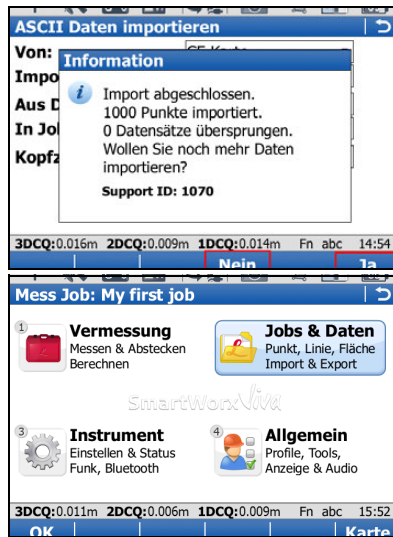 ASCII Daten importieren
Von:
Information
Impo
Aus D
In Jol
Kopfz
Import abgeschlossen.
1000 Punkte importiert.
0 Datensätze übersprungen.
Wollen Sie noch mehr Daten
importieren?
Support ID: 1070
3DCQ:0.016m 2DCQ:0.009m 1DCQ:0.014m Fn abc 14:54
Nein Ja
Mess Job: My first job
1 Vermessung
Messen & Abstecken
Berechnen
Jobs & Daten
Punkt, Linie, Fläche
Import & Export
SmartWorx Viva
3 Instrument
Einstellen & Status
Funk, Bluetooth
4 Allgemein
Profile, Tools,
Anzeige & Audio
3DCQ:0.011m 2DCQ:0.006m 1DCQ:0.009m Fn abc 15:52
OK Karte